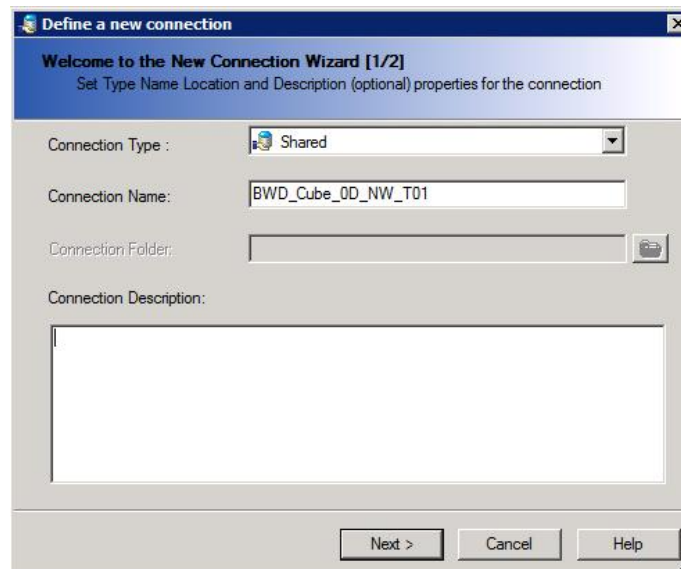 Define a new connection
Welcome to the New Connection Wizard [1/2]
Set Type Name Location and Description (optional) properties for the connection
Connection Type :
Shared
Connection Name:
BWD_Cube_0D_NW_T01
Connection Folder:
Connection Description:
Next >
Cancel
Help